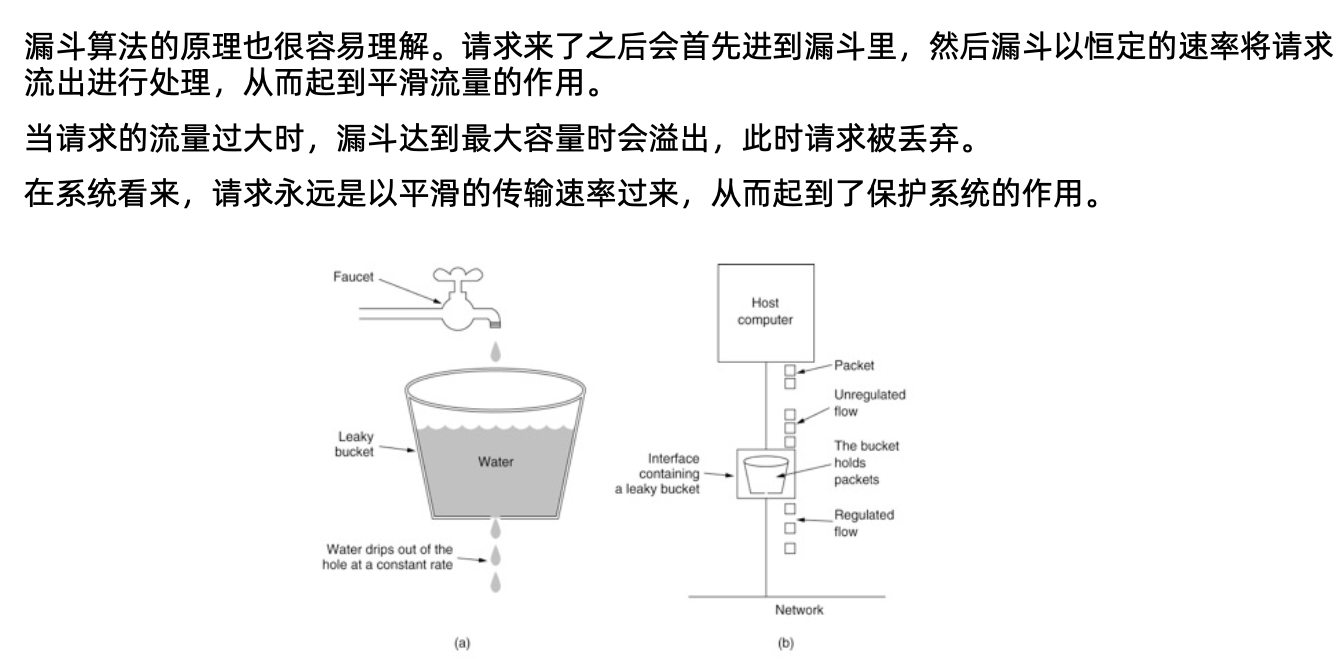 漏斗算法的原理也很容易理解。请求来了之后会首先进到漏斗里，然后漏斗以恒定的速率将请求
流出进行处理，从而起到平滑流量的作用。
当请求的流量过大时，漏斗达到最大容量时会溢出，此时请求被丢弃。
在系统看来，请求永远是以平滑的传输速率过来，从而起到了保护系统的作用。
Faucet
Leaky
bucket
Water
Water drips out of the
hole at a constant rate
(a)
Host
computer
Packet
Unregulated
flow
The bucket
holds
packets
Interface
containing
a leaky bucket
Regulated
flow
Network
(b)